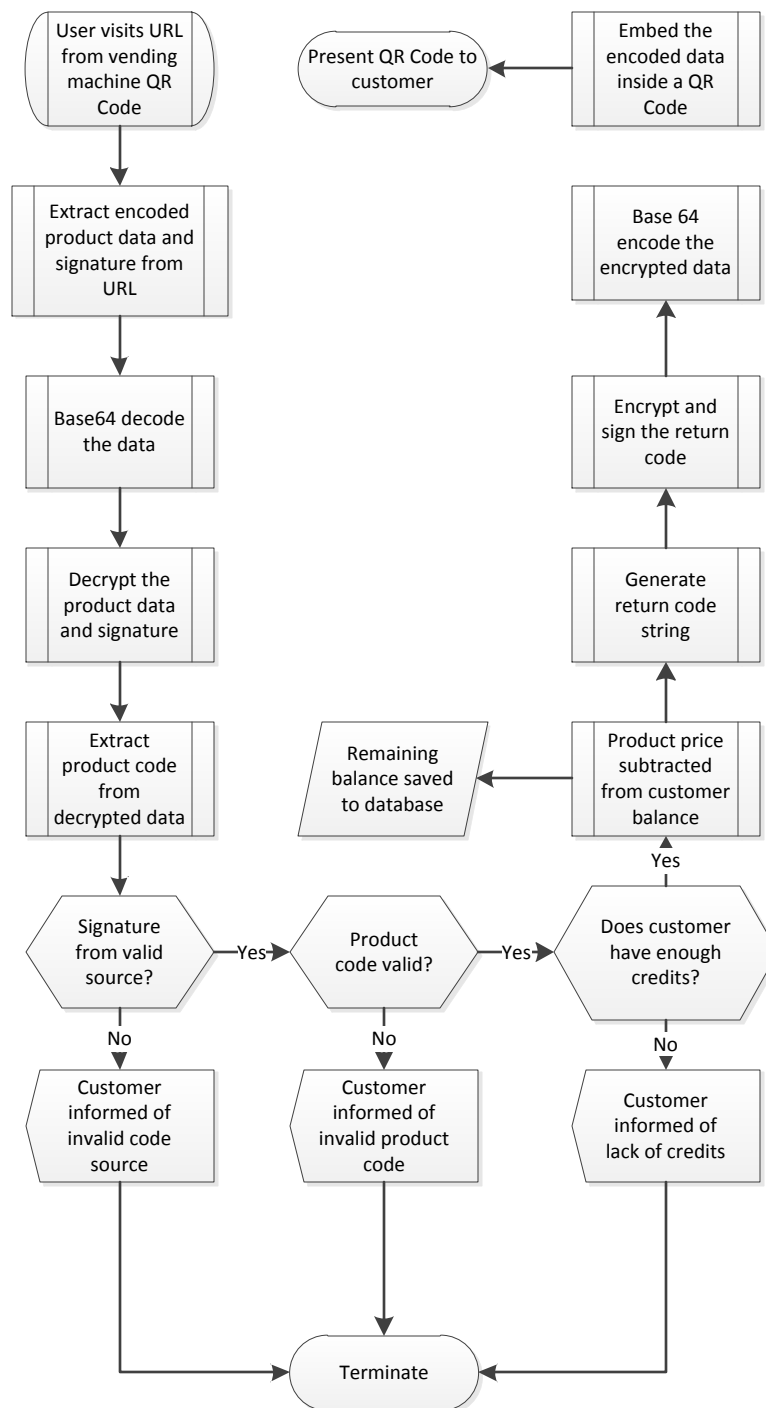 User visits URL
from vending
machine QR
Code
Present QR Code to
customer
Embed the
encoded data
inside a QR
Code
Extract encoded
product data and
signature from
URL
Base 64
encode the
encrypted data
Base64 decode
the data
Encrypt and
sign the return
code
Decrypt the
product data
and signature
Generate
return code
string
Extract
product code
from
decrypted data
Remaining
balance saved
to database
Product price
subtracted
from customer
balance
Yes
Signature
from valid
source?
Yes
Product
code valid?
Yes
Does customer
have enough
credits?
No
No
No
Customer
informed of
invalid code
source
Customer
informed of
invalid product
code
Customer
informed of
lack of credits
Terminate